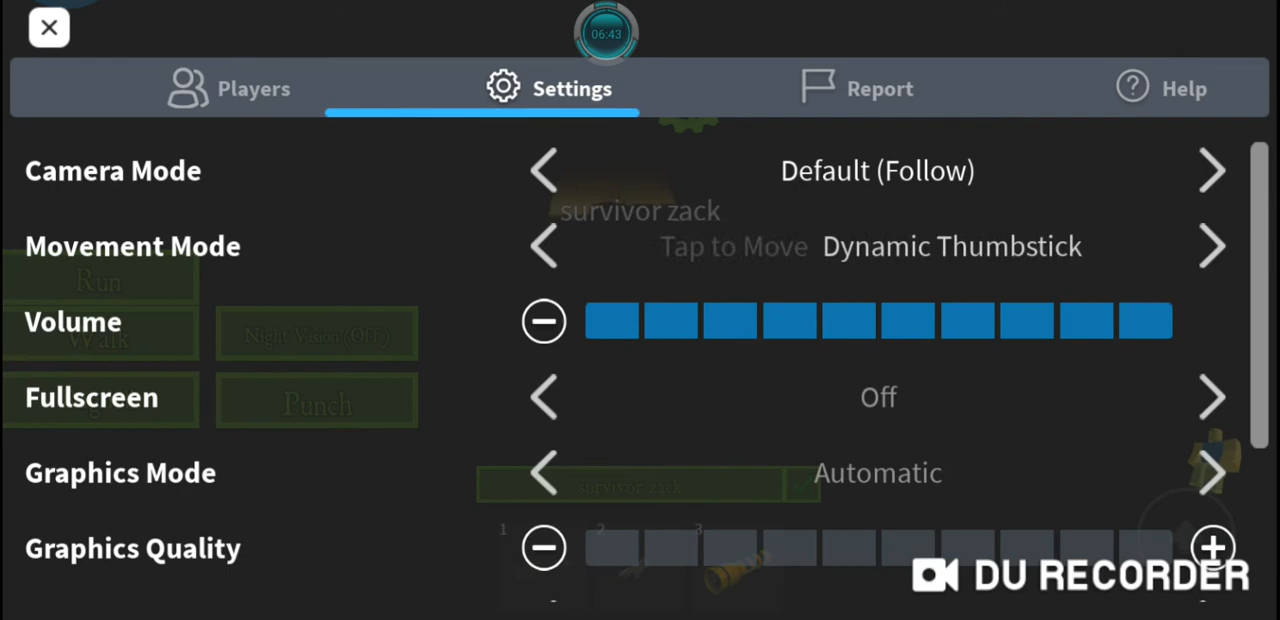 06:43
Players
Settings
Report
Help
Camera Mode
Default (Follow)
survivor zack
Movement Mode
Tap to Move
Dynamic Thumbstick
Run
Volume
Walk
Night Vision (Off)
Fullscreen
Off
Punch
Graphics Mode
Automatic
survivor zack
1 2 3
Graphics Quality
DU RECORDER